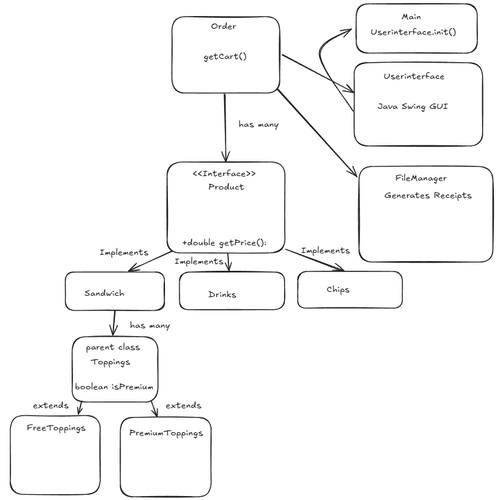 Order
getCart()
Main
Userinterface.init()
Userinterface
Java Swing GUI
has many
<<Interface>>
Product
+double getPrice():
FileManager
Generates Receipts
Implements
Implements
Implements
Sandwich
Drinks
Chips
has many
parent class
Toppings
boolean isPremium
extends
extends
FreeToppings
PremiumToppings